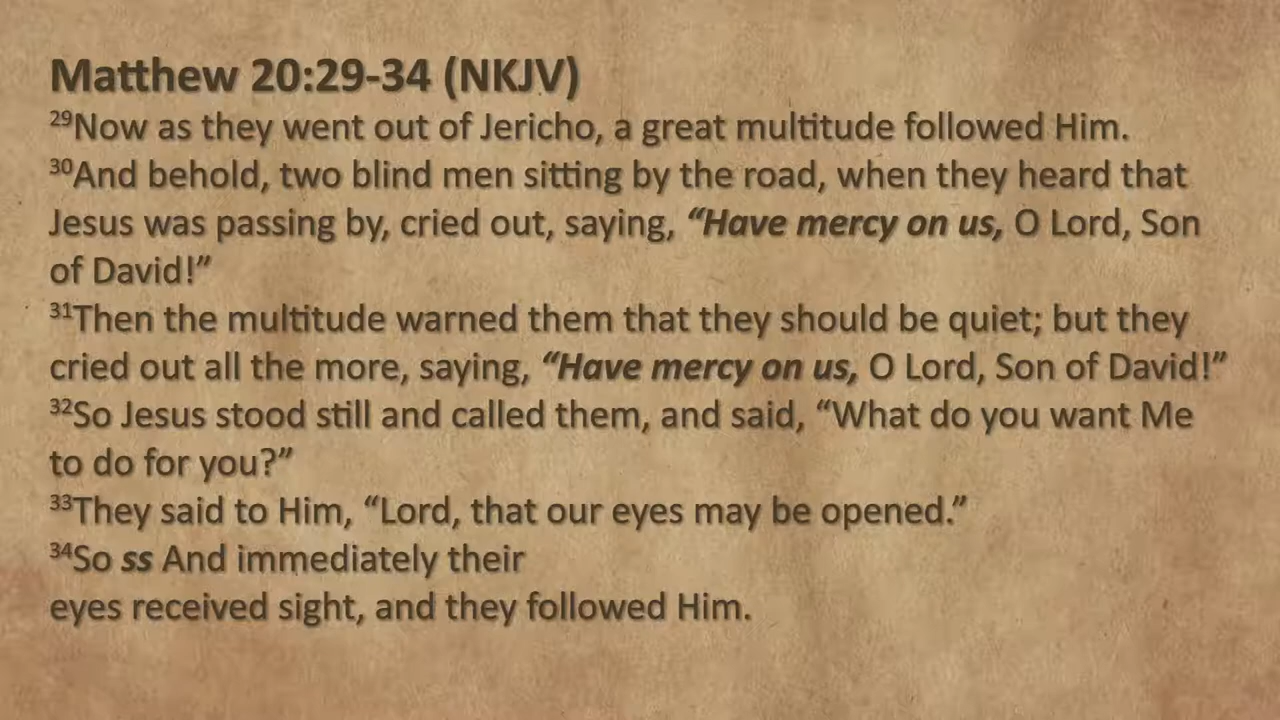 Matthew 20:29-34 (NKJV)
29Now as they went out of Jericho, a great multitude followed Him.
30And behold, two blind men sitting by the road, when they heard that
Jesus was passing by, cried out, saying, “Have mercy on us, O Lord, Son
of David!”
31Then the multitude warned them that they should be quiet; but they
cried out all the more, saying, “Have mercy on us, O Lord, Son of David!”
32So Jesus stood still and called them, and said, “What do you want Me
to do for you?”
33They said to Him, “Lord, that our eyes may be opened.”
34So ss And immediately their
eyes received sight, and they followed Him.